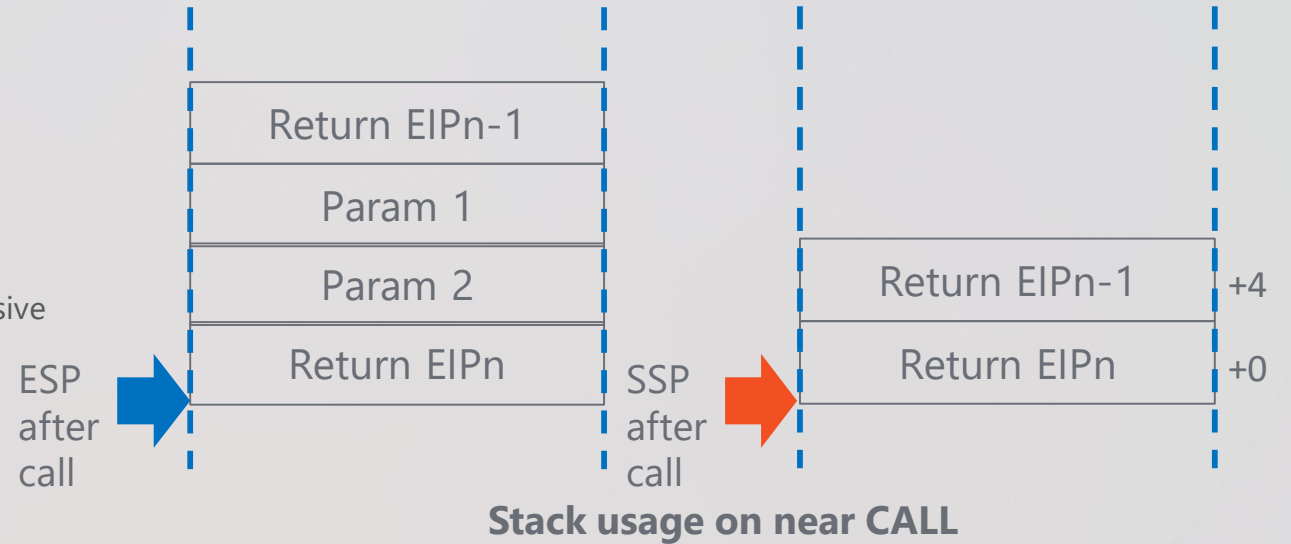 Return EIPn-1
Param 1
Param 2
Return EIPn
ESP
after
call
Return EIPn-1
+4
Return EIPn
+0
SSP
after
call
Stack usage on near CALL